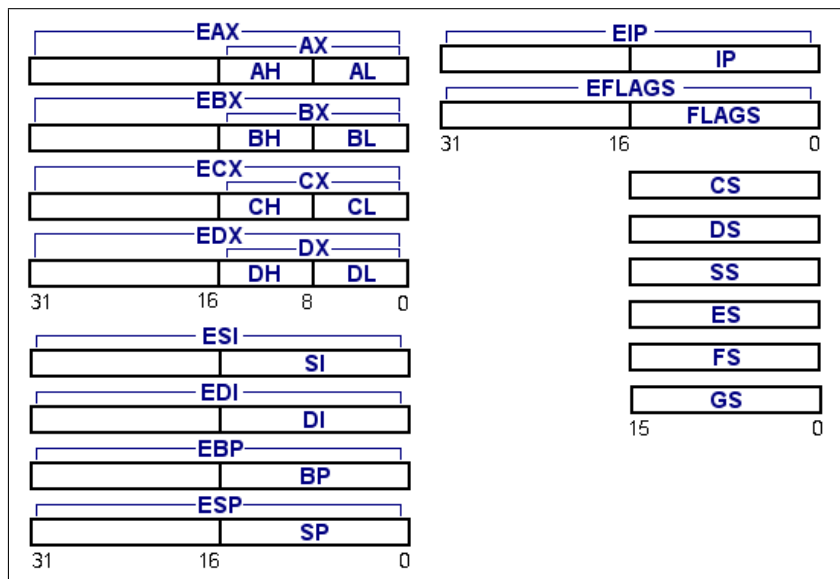 EAX
AX
AH AL
EBX
BX
BH BL
ECX
CX
CH CL
EDX
DX
DH DL
31 16 8 0
ESI
SI
EDI
DI
EBP
BP
ESP
SP
31 16 0
EIP
IP
EFLAGS
FLAGS
31 16 0
CS
DS
SS
ES
FS
GS
15 0